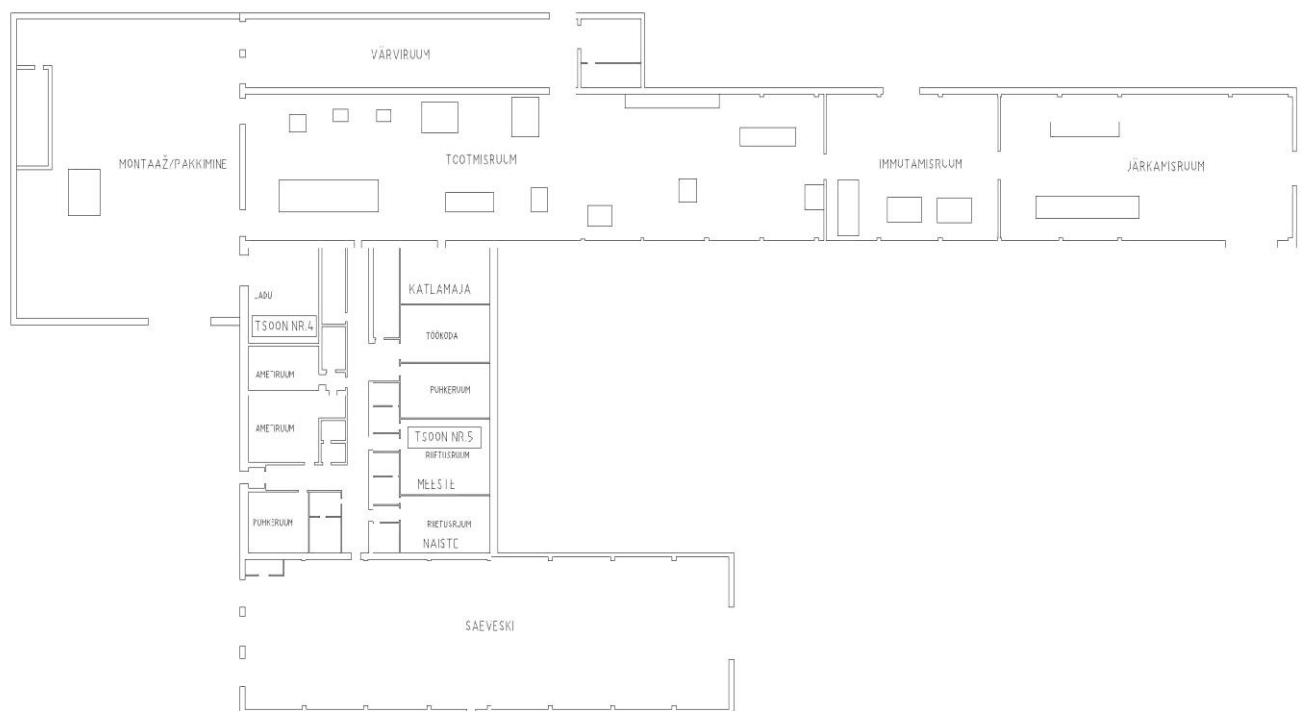 VÄRVIRUUM
MONTAAŽ/PAKKIMINE
TOOTMISRUUM
IMMUTAMISRUUM
JÄRKAMISRUUM
LADU
TSOON NR.4
AMETIRUUM
AMETIRUUM
PUHKERUUM
KATLAMAJA
TÖÖKODA
PUHKERUUM
TSOON NR.5
RIIETUSRUUM
MEESTE
RIIETUSRUUM
NAISTE
SAEVESKI